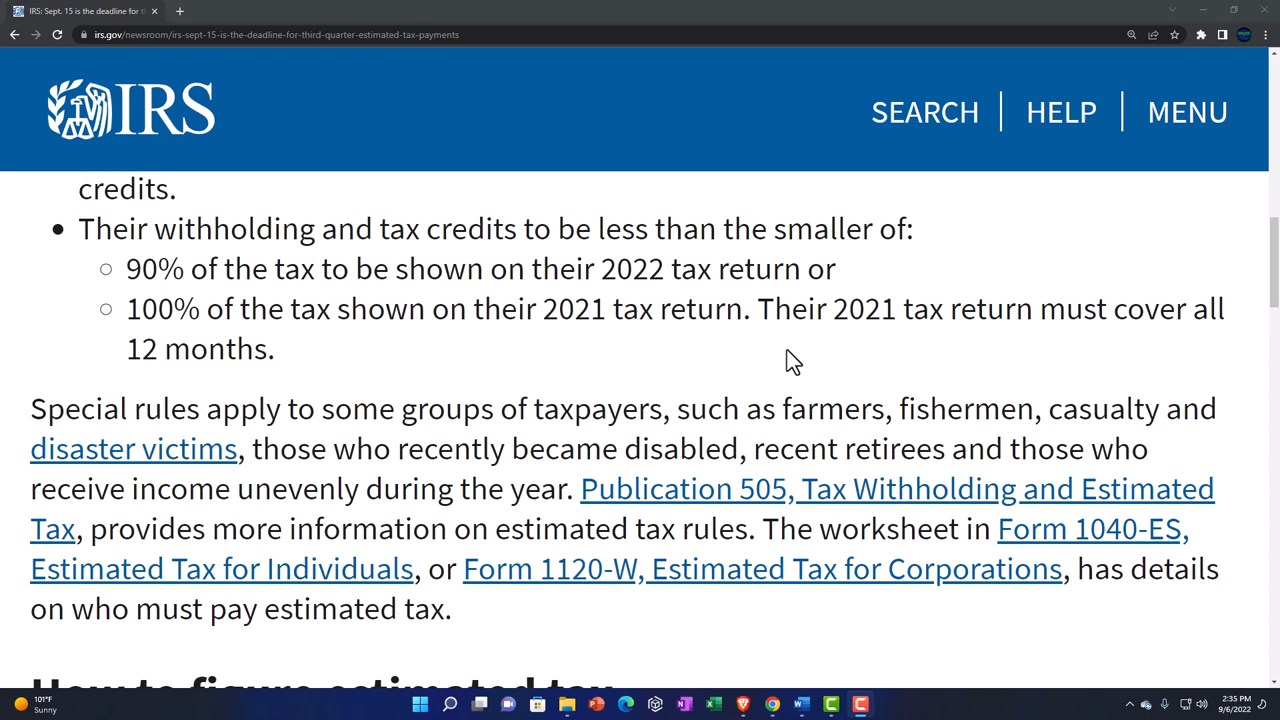 IRS: Sept. 15 is the deadline for t
irs.gov/newsroom/irs-sept-15-is-the-deadline-for-third-quarter-estimated-tax-payments
IRS
SEARCH
HELP
MENU
credits.
Their withholding and tax credits to be less than the smaller of:
90% of the tax to be shown on their 2022 tax return or
100% of the tax shown on their 2021 tax return. Their 2021 tax return must cover all
12 months.
Special rules apply to some groups of taxpayers, such as farmers, fishermen, casualty and
disaster victims, those who recently became disabled, recent retirees and those who
receive income unevenly during the year. Publication 505, Tax Withholding and Estimated
Tax, provides more information on estimated tax rules. The worksheet in Form 1040-ES,
Estimated Tax for Individuals, or Form 1120-W, Estimated Tax for Corporations, has details
on who must pay estimated tax.
How to figure estimated tax
101°F
Sunny
2:35 PM
9/6/2022